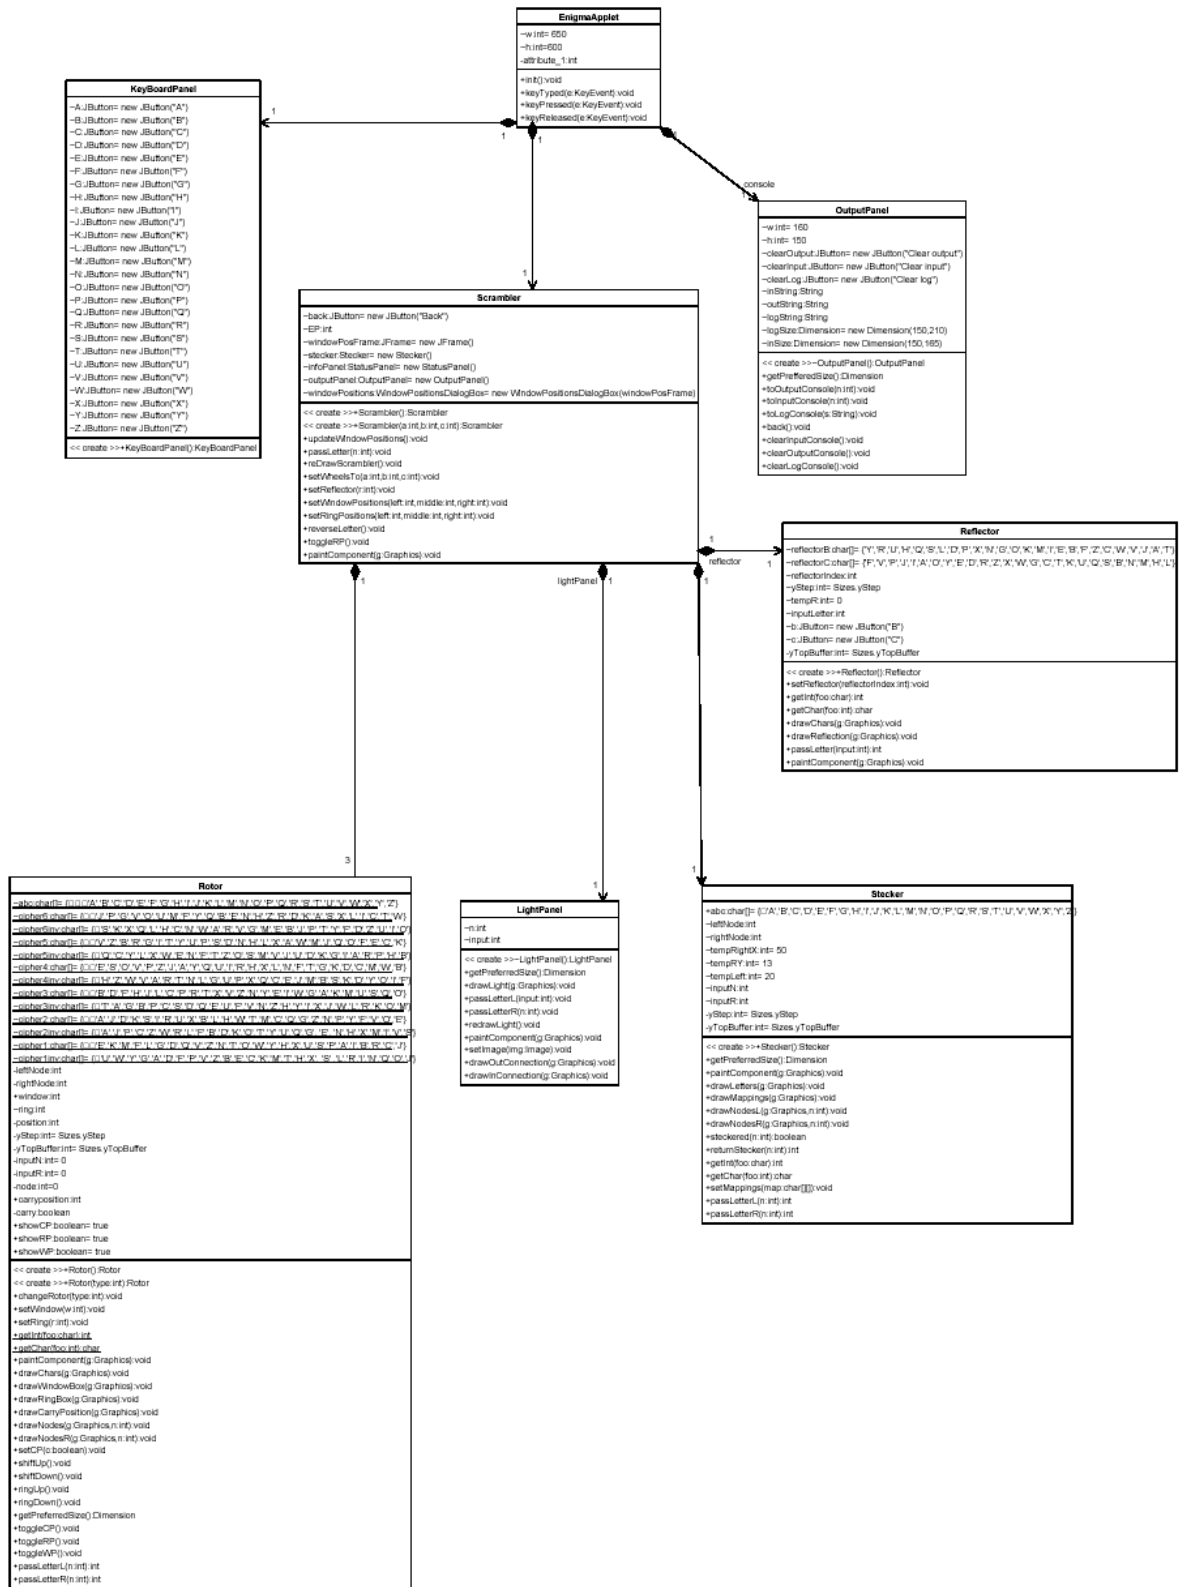 EnigmaApplet
~w:int= 650
~h:int=600
-attribute_1:int
+init():void
+keyTyped(e:KeyEvent):void
+keyPressed(e:KeyEvent):void
+keyReleased(e:KeyEvent):void
KeyBoardPanel
~A:JButton= new JButton("A")
~B:JButton= new JButton("B")
~C:JButton= new JButton("C")
~D:JButton= new JButton("D")
~E:JButton= new JButton("E")
~F:JButton= new JButton("F")
~G:JButton= new JButton("G")
~H:JButton= new JButton("H")
~I:JButton= new JButton("I")
~J:JButton= new JButton("J")
~K:JButton= new JButton("K")
~L:JButton= new JButton("L")
~M:JButton= new JButton("M")
~N:JButton= new JButton("N")
~O:JButton= new JButton("O")
~P:JButton= new JButton("P")
~Q:JButton= new JButton("Q")
~R:JButton= new JButton("R")
~S:JButton= new JButton("S")
~T:JButton= new JButton("T")
~U:JButton= new JButton("U")
~V:JButton= new JButton("V")
~W:JButton= new JButton("W")
~X:JButton= new JButton("X")
~Y:JButton= new JButton("Y")
~Z:JButton= new JButton("Z")
<< create >>+KeyBoardPanel():KeyBoardPanel
1
1
1
1
console
1
OutputPanel
~w:int= 160
~h:int= 150
~clearOutput:JButton= new JButton("Clear output")
~clearInput:JButton= new JButton("Clear input")
~clearLog:JButton= new JButton("Clear log")
~inString:String
~outString:String
~logString:String
~logSize:Dimension= new Dimension(150,210)
~inSize:Dimension= new Dimension(150,165)
<< create >>~OutputPanel():OutputPanel
+getPrefferedSize():Dimension
+toOutputConsole(n:int):void
+toInputConsole(n:int):void
+toLogConsole(s:String):void
+back():void
+clearInputConsole():void
+clearOutputConsole():void
+clearLogConsole():void
Scrambler
~back:JButton= new JButton("Back")
~EP:int
~windowPosFrame:JFrame= new JFrame()
~stecker:Stecker= new Stecker()
~infoPanel:StatusPanel= new StatusPanel()
~outputPanel:OutputPanel= new OutputPanel()
~windowPositions:WindowPositionsDialogBox= new WindowPositionsDialogBox(windowPosFrame)
<< create >>+Scrambler():Scrambler
<< create >>+Scrambler(a:int,b:int,c:int):Scrambler
+updateWindowPositions():void
+passLetter(n:int):void
+reDrawScrambler():void
+setWheelsTo(a:int,b:int,c:int):void
+setReflector(r:int):void
+setWindowPositions(left:int,middle:int,right:int):void
+setRingPositions(left:int,middle:int,right:int):void
+reverseLetter():void
+toggleRP():void
+paintComponent(g:Graphics):void
1
reflector
1
Reflector
~reflectorB:char[]= {'Y','R','U','H','Q','S','L','D','P','X','N','G','O','K','M','I','E','B','F','Z','C','W','V','J','A','T'}
~reflectorC:char[]= {'F','V','P','J','I','A','O','Y','E','D','R','Z','X','W','G','C','T','K','U','Q','S','B','N','M','H','L'}
~reflectorIndex:int
~yStep:int= Sizes.yStep
~tempR:int= 0
~inputLetter:int
~b:JButton= new JButton("B")
~c:JButton= new JButton("C")
-yTopBuffer:int= Sizes.yTopBuffer
<< create >>+Reflector():Reflector
+setReflector(reflectorIndex:int):void
+getInt(foo:char):int
+getChar(foo:int):char
+drawChars(g:Graphics):void
+drawReflection(g:Graphics):void
+passLetter(input:int):int
+paintComponent(g:Graphics):void
1
lightPanel
1
1
3
1
1
Rotor
-leftNode:int
-rightNode:int
+window:int
~ring:int
-position:int
-yStep:int= Sizes.yStep
-yTopBuffer:int= Sizes.yTopBuffer
-inputN:int= 0
-inputR:int= 0
-node:int=0
+carryposition:int
-carry:boolean
+showCP:boolean= true
+showRP:boolean= true
+showWP:boolean= true
<< create >>+Rotor():Rotor
<< create >>+Rotor(type:int):Rotor
+changeRotor(type:int):void
+setWindow(w:int):void
+setRing(r:int):void
+getInt(foo:char):int
+getChar(foo:int):char
+paintComponent(g:Graphics):void
+drawChars(g:Graphics):void
+drawWindowBox(g:Graphics):void
+drawRingBox(g:Graphics):void
+drawCarryPosition(g:Graphics):void
+drawNodes(g:Graphics,n:int):void
+drawNodesR(g:Graphics,n:int):void
+setCP(c:boolean):void
+shiftUp():void
+shiftDown():void
+ringUp():void
+ringDown():void
+getPreferredSize():Dimension
+toggleCP():void
+toggleRP():void
+toggleWP():void
+passLetterL(n:int):int
+passLetterR(n:int):int
LightPanel
~n:int
~input:int
<< create >>~LightPanel():LightPanel
+getPreferredSize():Dimension
+drawLight(g:Graphics):void
+passLetterL(input:int):void
+passLetterR(n:int):void
+redrawLight():void
+paintComponent(g:Graphics):void
+setImage(img:Image):void
+drawOutConnection(g:Graphics):void
+drawInConnection(g:Graphics):void
Stecker
~leftNode:int
~rightNode:int
~tempRightX:int= 50
~tempRY:int= 13
~tempLeft:int= 20
~inputN:int
~inputR:int
-yStep:int= Sizes.yStep
-yTopBuffer:int= Sizes.yTopBuffer
<< create >>+Stecker():Stecker
+getPreferredSize():Dimension
+paintComponent(g:Graphics):void
+drawLetters(g:Graphics):void
+drawMappings(g:Graphics):void
+drawNodesL(g:Graphics,n:int):void
+drawNodesR(g:Graphics,n:int):void
+steckered(n:int):boolean
+returnStecker(n:int):int
+getInt(foo:char):int
+getChar(foo:int):char
+setMappings(map:char[][]):void
+passLetterL(n:int):int
+passLetterR(n:int):int